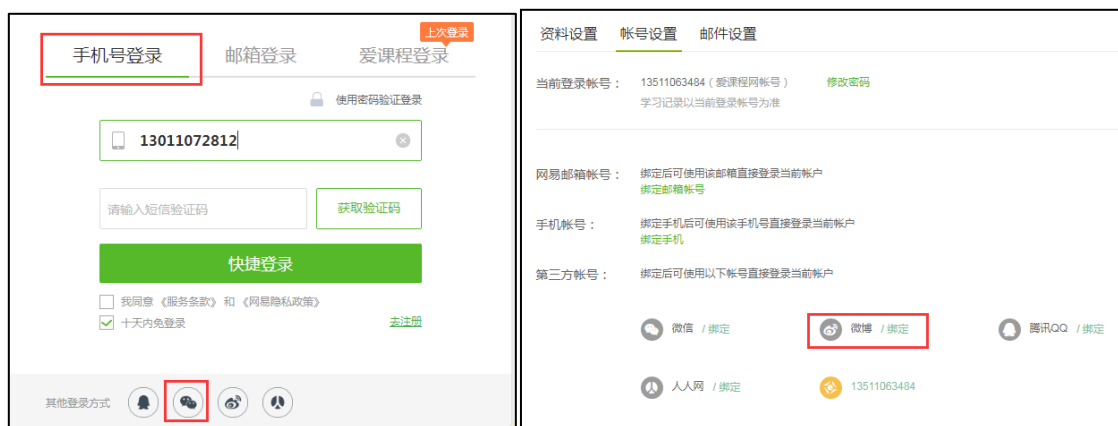 上次登录
手机号登录 邮箱登录 爱课程登录
使用密码验证登录
13011072812
请输入短信验证码 获取验证码
快捷登录
我同意 《服务条款》 和 《网易隐私政策》
十天内免登录 去注册
其他登录方式
资料设置 帐号设置 邮件设置
当前登录帐号： 13511063484 ( 爱课程网帐号 ) 修改密码
学习记录以当前登录帐号为准
网易邮箱帐号： 绑定后可使用该邮箱直接登录当前帐户
绑定邮箱帐号
手机帐号： 绑定手机后可使用该手机号直接登录当前帐户
绑定手机
第三方帐号： 绑定后可使用以下帐号直接登录当前帐户
微信 / 绑定 微博 / 绑定 腾讯QQ / 绑定
人人网 / 绑定 13511063484